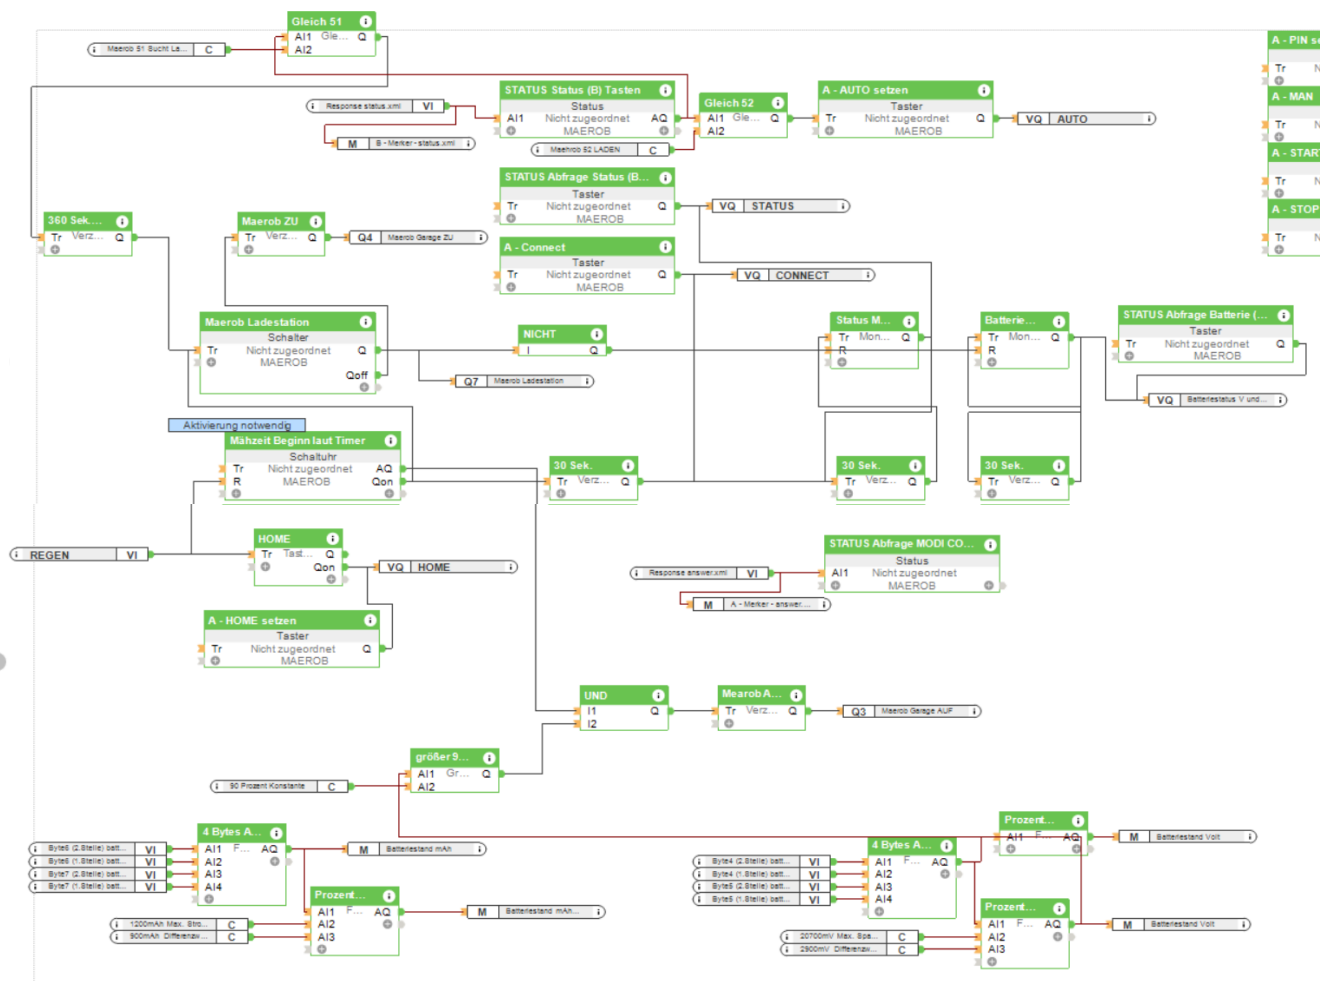 Gleich 51
AI1 Gle... Q
AI2
Maerob 51 Sucht La... C
Response status.xml VI
M B - Merker - status.xml
STATUS Status (B) Tasten
Status
AI1 Nicht zugeordnet AQ
MAEROB
Gleich 52
AI1 Gle... Q
AI2
Maehrob 52 LADEN C
A - AUTO setzen
Taster
Tr Nicht zugeordnet Q
MAEROB
VQ AUTO
A - PIN se
Tr N
A - MAN
Tr N
A - STAR
Tr N
A - STOP
Tr N
STATUS Abfrage Status (B...
Taster
Tr Nicht zugeordnet Q
MAEROB
VQ STATUS
360 Sek....
Tr Verz... Q
Maerob ZU
Tr Verz... Q
Q4 Maerob Garage ZU
A - Connect
Taster
Tr Nicht zugeordnet Q
MAEROB
VQ CONNECT
Maerob Ladestation
Schalter
Tr Nicht zugeordnet Q
MAEROB
Qoff
NICHT
I Q
Q7 Maerob Ladestation
Status M...
Tr Mon... Q
R
Batterie...
Tr Mon... Q
R
STATUS Abfrage Batterie (...
Taster
Tr Nicht zugeordnet Q
MAEROB
VQ Batteriestatus V und...
Aktivierung notwendig
Mähzeit Beginn laut Timer
Schaltuhr
Tr Nicht zugeordnet AQ
R MAEROB Qon
30 Sek.
Tr Verz... Q
30 Sek.
Tr Verz... Q
30 Sek.
Tr Verz... Q
REGEN VI
HOME
Tr Tast... Q
Qon
VQ HOME
A - HOME setzen
Taster
Tr Nicht zugeordnet Q
MAEROB
Response answer.xml VI
M A - Merker - answer....
STATUS Abfrage MODI CO...
Status
AI1 Nicht zugeordnet
MAEROB
UND
I1 Q
I2
Mearob A...
Tr Verz... Q
Q3 Maerob Garage AUF
größer 9...
AI1 Gr... Q
AI2
90 Prozent Konstante C
4 Bytes A...
AI1 F... AQ
AI2
AI3
AI4
Byte6 (2.Stelle) batt... VI
Byte6 (1.Stelle) batt... VI
Byte7 (2.Stelle) batt... VI
Byte7 (1.Stelle) batt... VI
M Batteriestand mAh
Prozent...
AI1 F... AQ
AI2
AI3
1200mAh Max. Stro... C
900mAh Differenzw... C
M Batteriestand mAh...
4 Bytes A...
AI1 F... AQ
AI2
AI3
AI4
Byte4 (2.Stelle) batt... VI
Byte4 (1.Stelle) batt... VI
Byte5 (2.Stelle) batt... VI
Byte5 (1.Stelle) batt... VI
Prozent...
AI1 F... AQ
M Batteriestand Volt
Prozent...
AI1 F... AQ
AI2
AI3
20700mV Max. Spa... C
2900mV Differenzw... C
M Batteriestand Volt